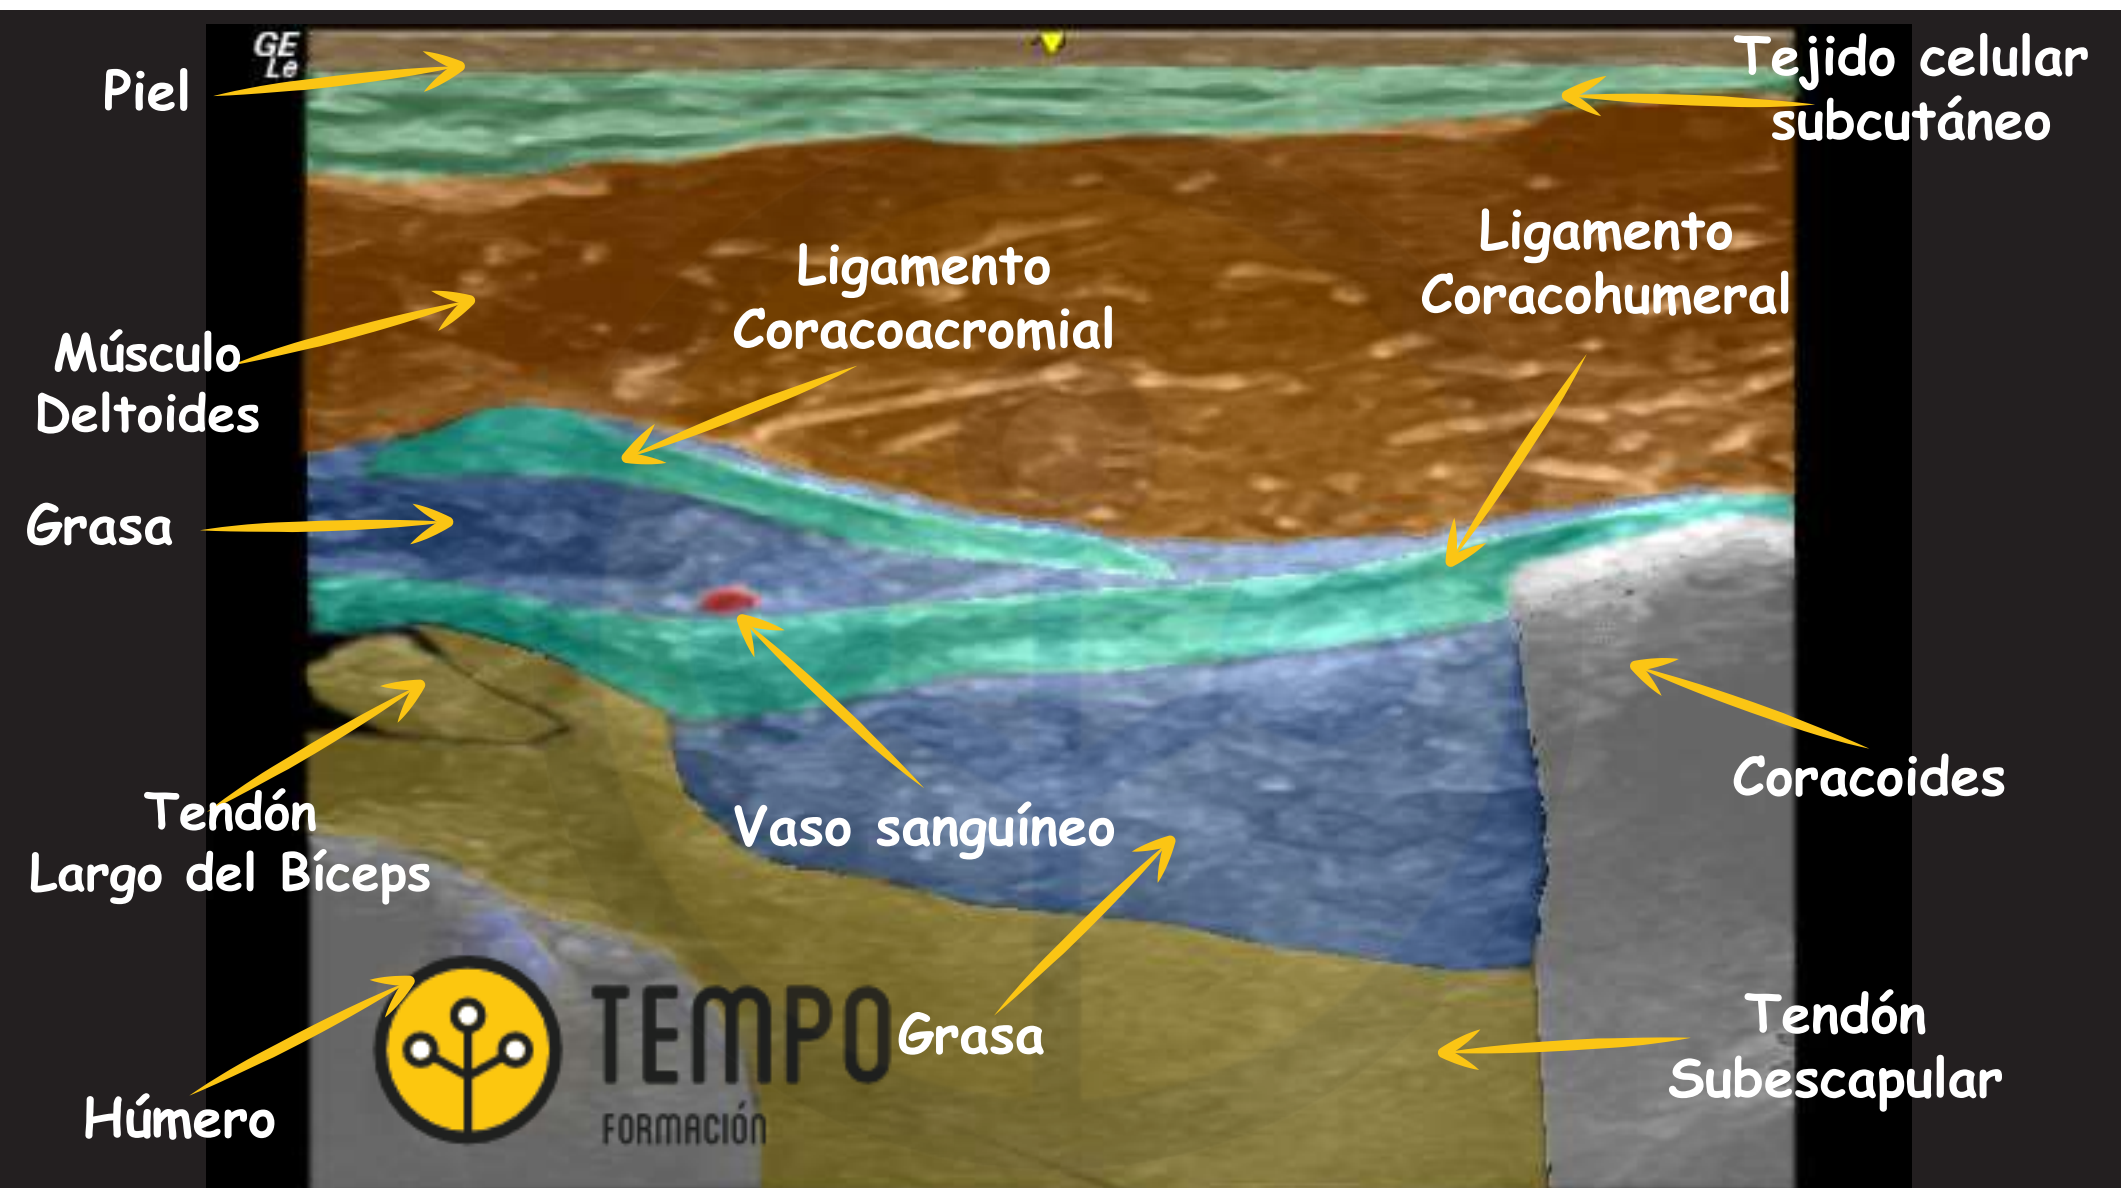 GE
Le
Piel
Tejido celular
subcutáneo
Ligamento
Coracohumeral
Ligamento
Coracoacromial
Músculo
Deltoides
Grasa
Tendón
Largo del Bíceps
Vaso sanguíneo
Coracoides
TEMPO
FORMACIÓN
Grasa
Tendón
Subescapular
Húmero